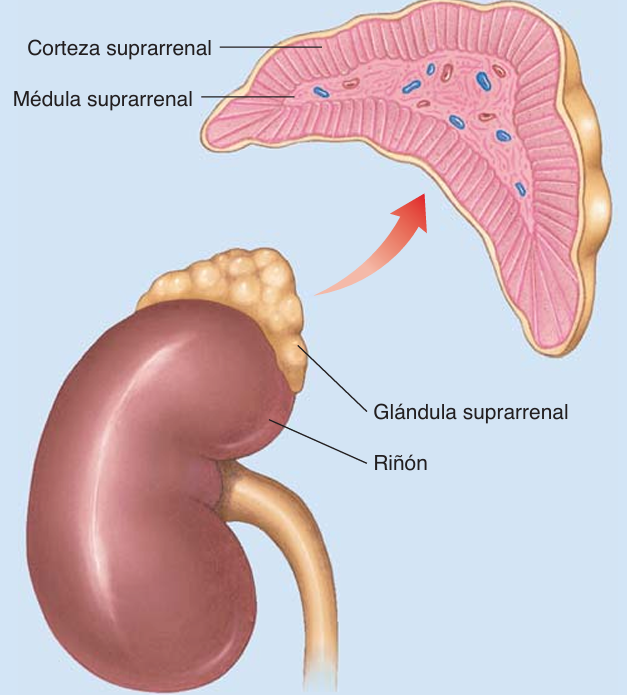 Corteza suprarrenal
Médula suprarrenal
Glándula suprarrenal
Riñón